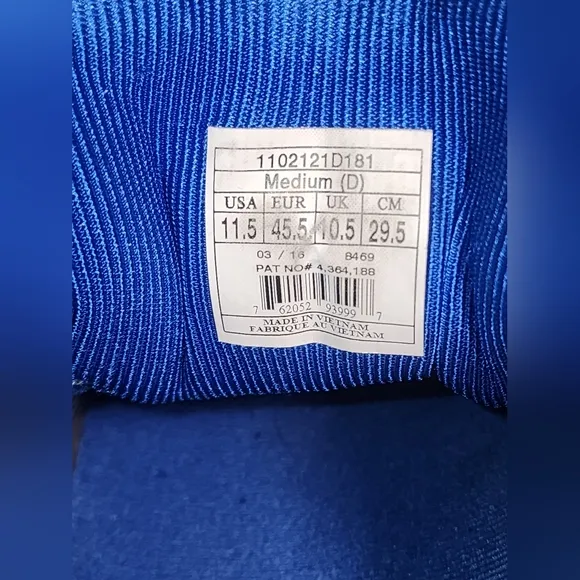 1102121D181
Medium (D)
USA EUR UK CM
11.5 45.5 10.5 29.5
03 / 16 8469
PAT NO# 4,364,188
7 62052 93999 7
MADE IN VIETNAM
FABRIQUE AU VIETNAM